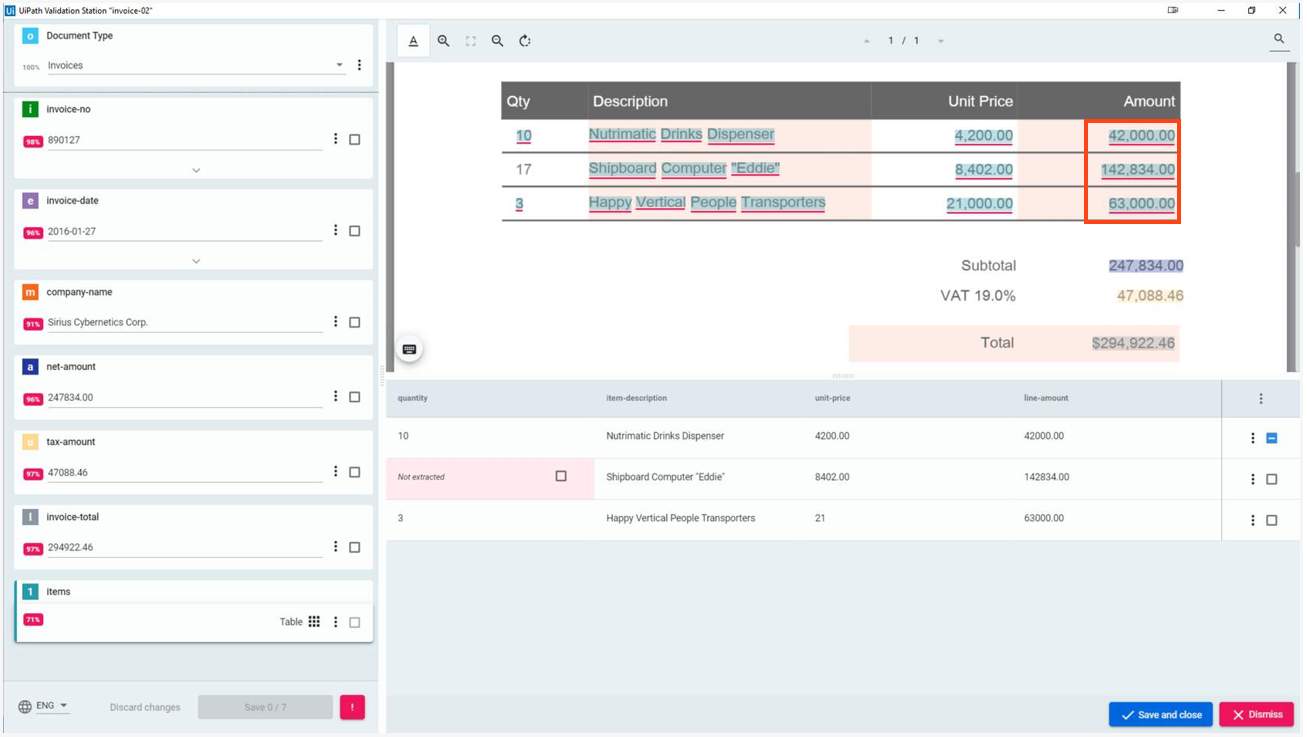 UiPath Validation Station "invoice-02"
o Document Type
100% Invoices
i invoice-no
98% 890127
e invoice-date
96% 2016-01-27
m company-name
91% Sirius Cybernetics Corp.
a net-amount
96% 247834.00
u tax-amount
97% 47088.46
l invoice-total
97% 294922.46
1 items
71% Table
ENG Discard changes Save 0 / 7 !
A 1 / 1
Qty Description Unit Price Amount
10 Nutrimatic Drinks Dispenser 4,200.00 42,000.00
17 Shipboard Computer "Eddie" 8,402.00 142,834.00
3 Happy Vertical People Transporters 21,000.00 63,000.00
Subtotal 247,834.00
VAT 19.0% 47,088.46
Total $294,922.46
quantity item-description unit-price line-amount
10 Nutrimatic Drinks Dispenser 4200.00 42000.00
Not extracted Shipboard Computer "Eddie" 8402.00 142834.00
3 Happy Vertical People Transporters 21 63000.00
Save and close Dismiss